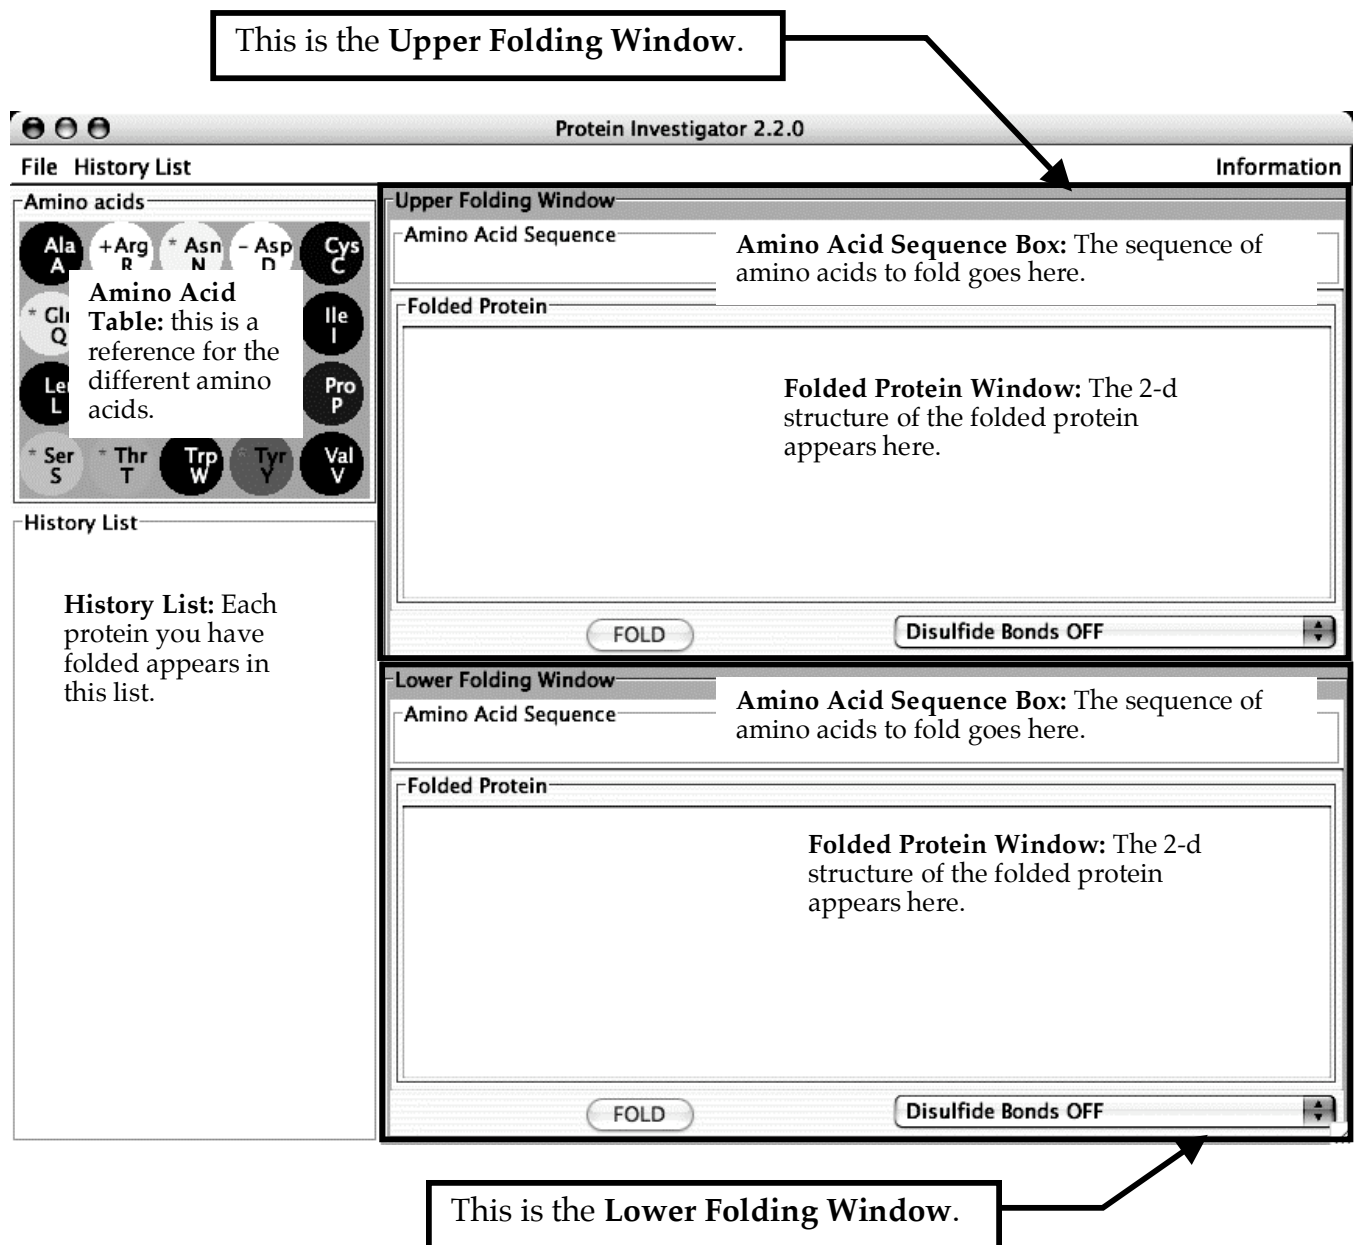 This is the Upper Folding Window.
Protein Investigator 2.2.0
File History List
Information
Amino acids
Ala
A
+Arg
R
* Asn
N
- Asp
D
Cys
C
*
Q
Ile
I
L
Pro
P
* Ser
S
* Thr
T
Trp
W
Tyr
Y
Val
V
Amino Acid
Table: this is a
reference for the
different amino
acids.
History List
History List: Each
protein you have
folded appears in
this list.
Upper Folding Window
Amino Acid Sequence
Amino Acid Sequence Box: The sequence of
amino acids to fold goes here.
Folded Protein
Folded Protein Window: The 2-d
structure of the folded protein
appears here.
FOLD
Disulfide Bonds OFF
Lower Folding Window
Amino Acid Sequence
Amino Acid Sequence Box: The sequence of
amino acids to fold goes here.
Folded Protein
Folded Protein Window: The 2-d
structure of the folded protein
appears here.
FOLD
Disulfide Bonds OFF
This is the Lower Folding Window.